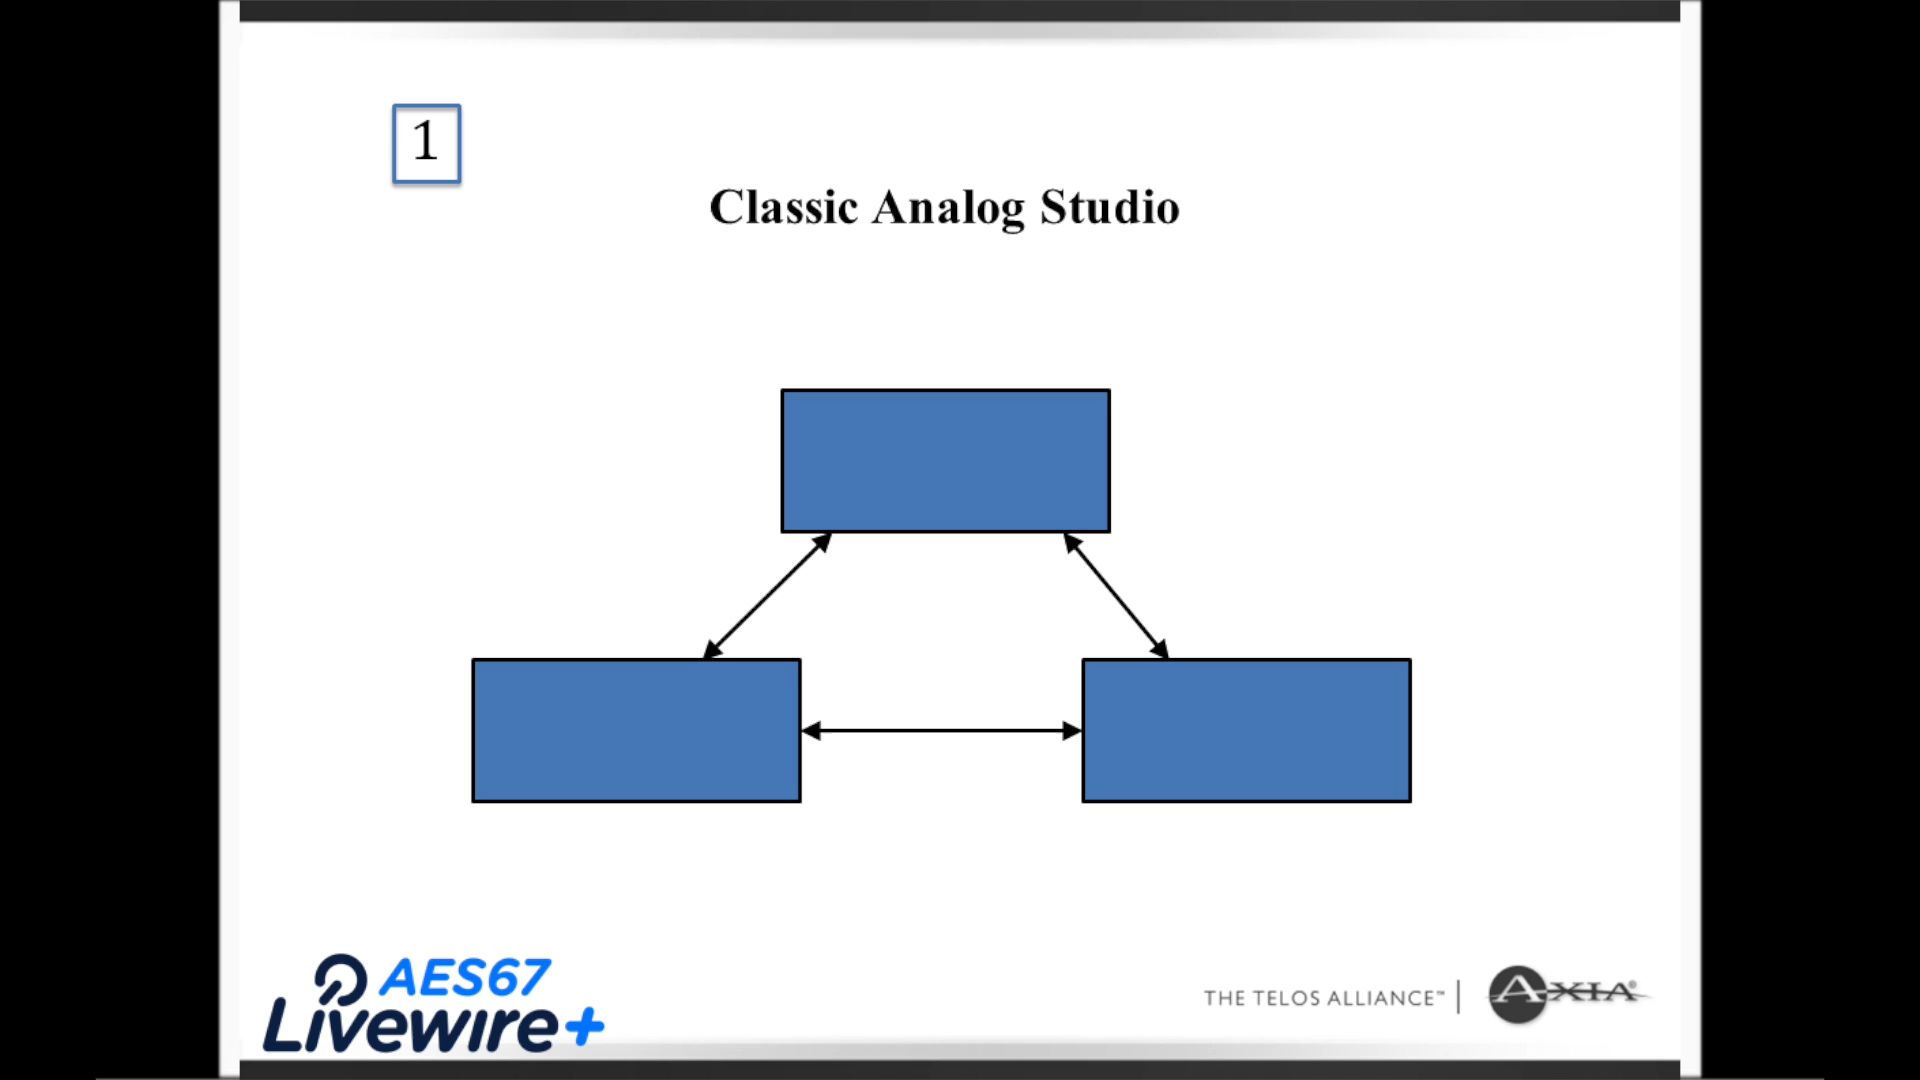 1
Classic Analog Studio
AES67
Livewire+
THE TELOS ALLIANCE™ | AXIA®